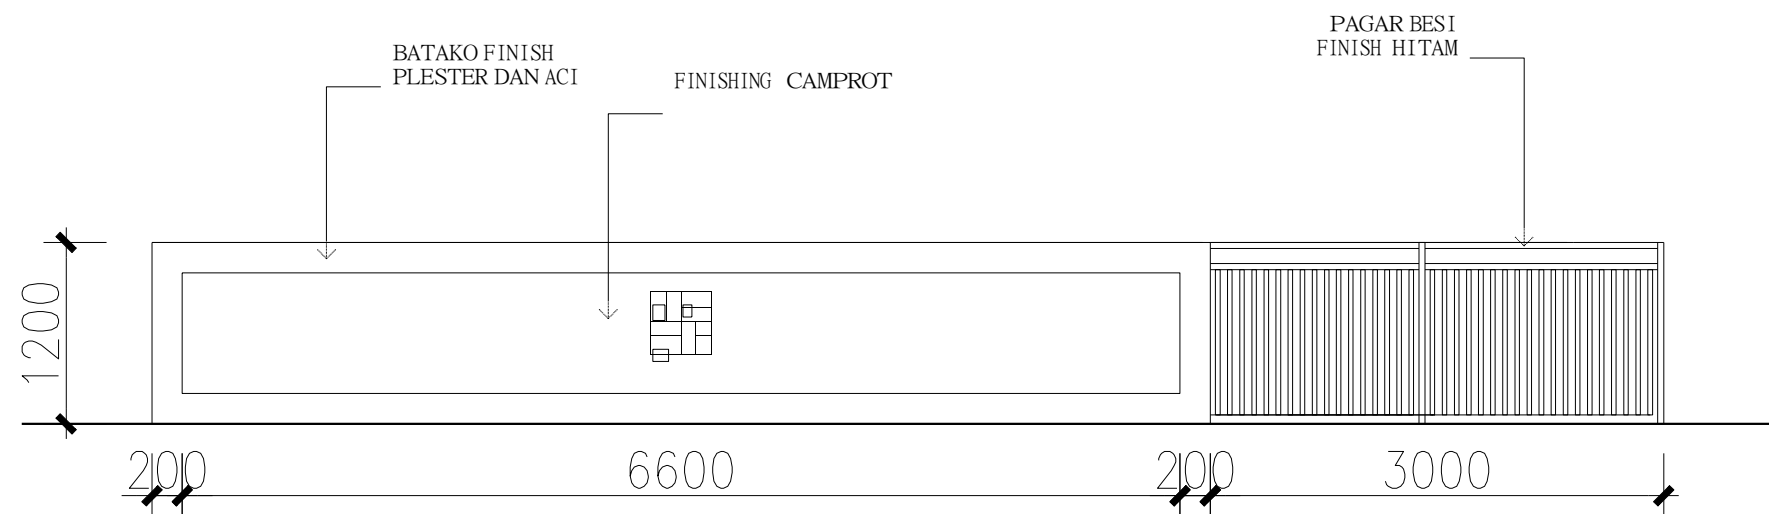 PAGAR BESI
FINISH HITAM
BATAKO FINISH
PLESTER DAN ACI
FINISHING CAMPROT
1200
200
6600
200
3000